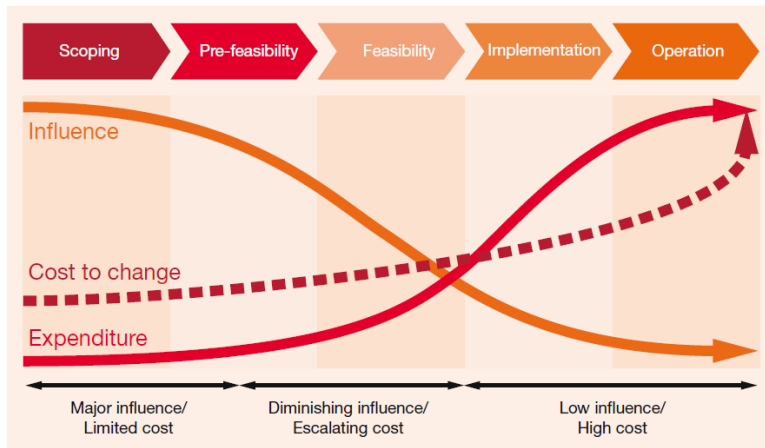 Scoping
Pre-feasibility
Feasibility
Implementation
Operation
Influence
Cost to change
Expenditure
Major influence/
Limited cost
Diminishing influence/
Escalating cost
Low influence/
High cost